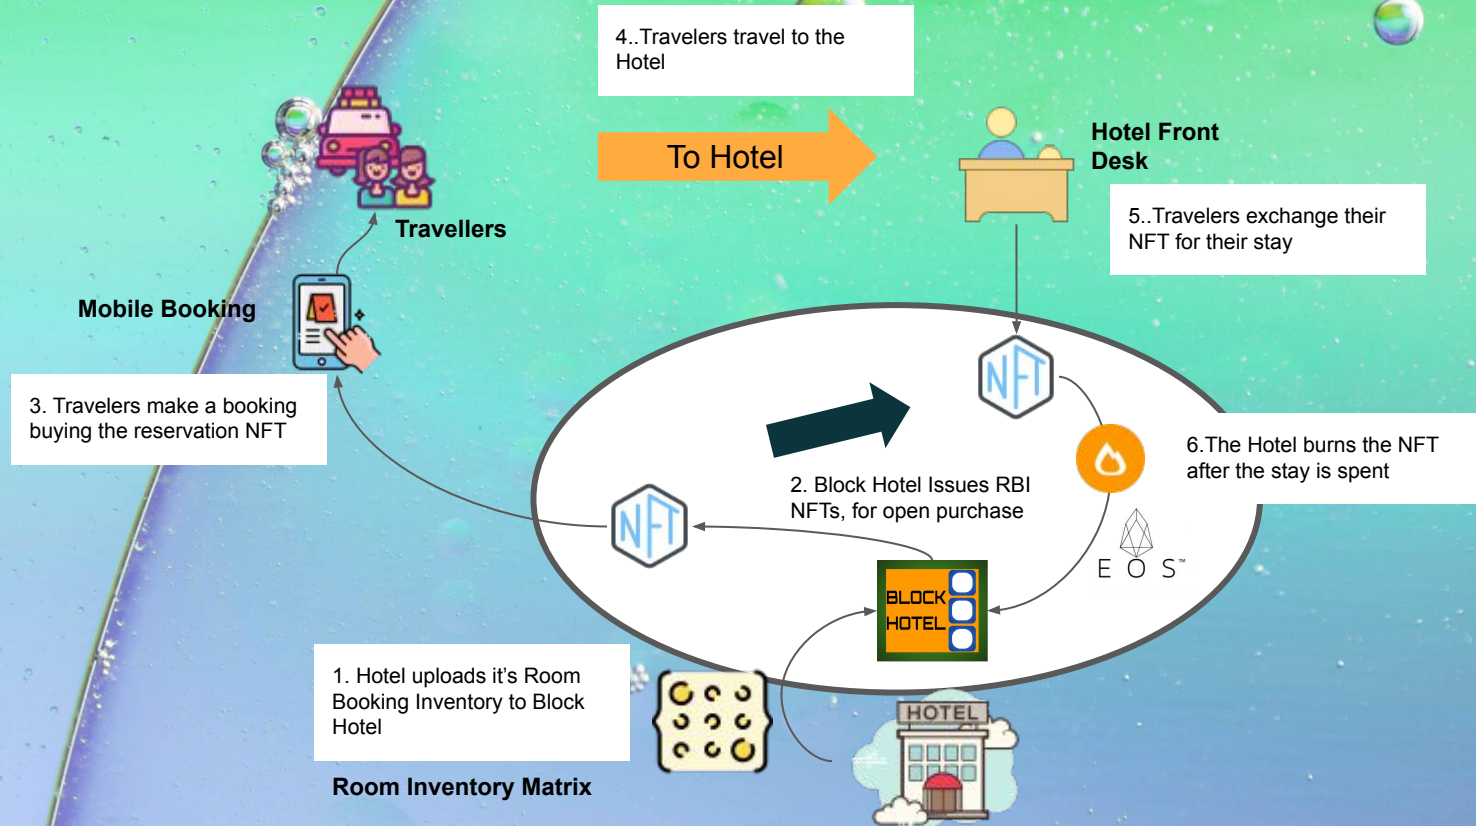 4..Travelers travel to the
Hotel
To Hotel
Hotel Front
Desk
5..Travelers exchange their
NFT for their stay
Travellers
Mobile Booking
3. Travelers make a booking
buying the reservation NFT
NFT
6.The Hotel burns the NFT
after the stay is spent
2. Block Hotel Issues RBI
NFTs, for open purchase
NFT
EOS™
BLOCK
HOTEL
1. Hotel uploads it’s Room
Booking Inventory to Block
Hotel
HOTEL
Room Inventory Matrix